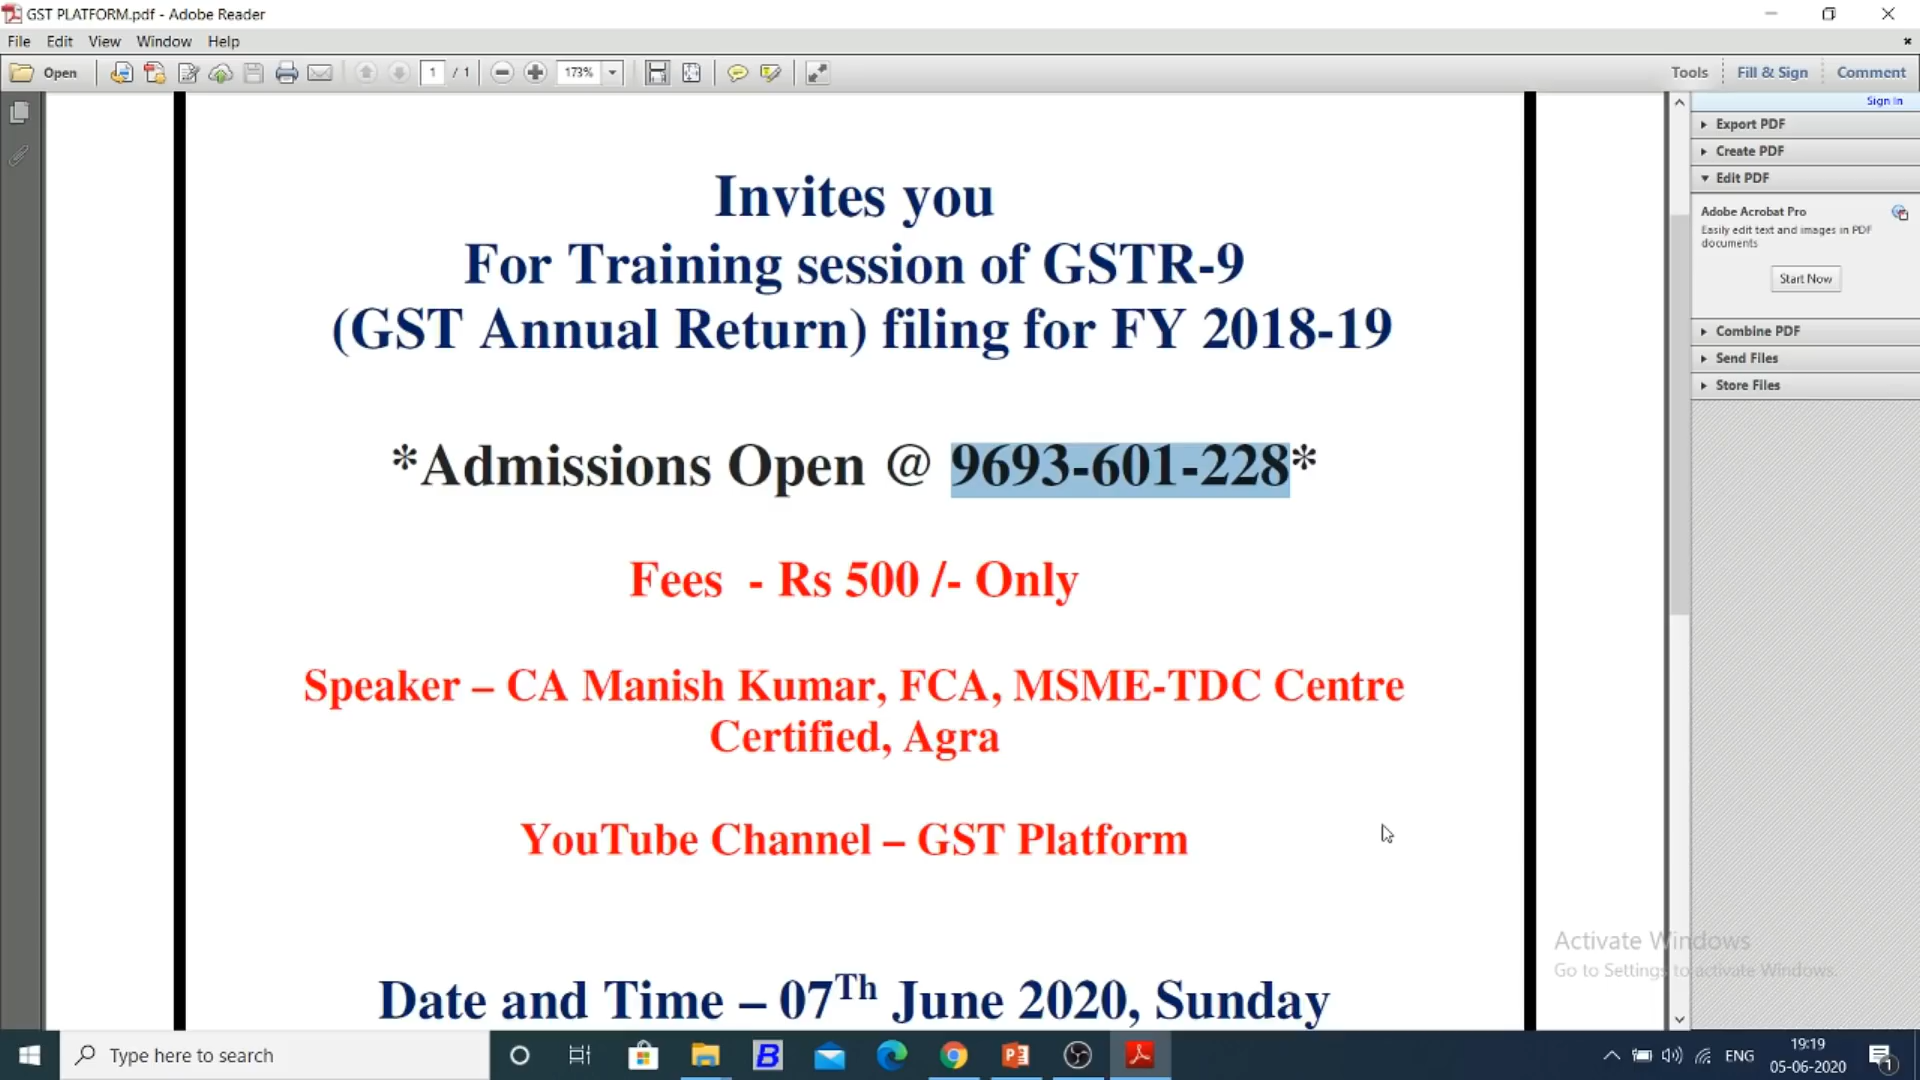 GST PLATFORM.pdf - Adobe Reader
File Edit View Window Help
Open 1 / 1 173% Tools Fill & Sign Comment
Sign In
Export PDF
Create PDF
Edit PDF
Adobe Acrobat Pro
Easily edit text and images in PDF
documents
Start Now
Combine PDF
Send Files
Store Files
Invites you
For Training session of GSTR-9
(GST Annual Return) filing for FY 2018-19
*Admissions Open @ 9693-601-228*
Fees - Rs 500 /- Only
Speaker – CA Manish Kumar, FCA, MSME-TDC Centre
Certified, Agra
YouTube Channel – GST Platform
Date and Time – 07Th June 2020, Sunday
Activate Windows
Go to Settings to activate Windows.
Type here to search
ENG
19:19
05-06-2020
1